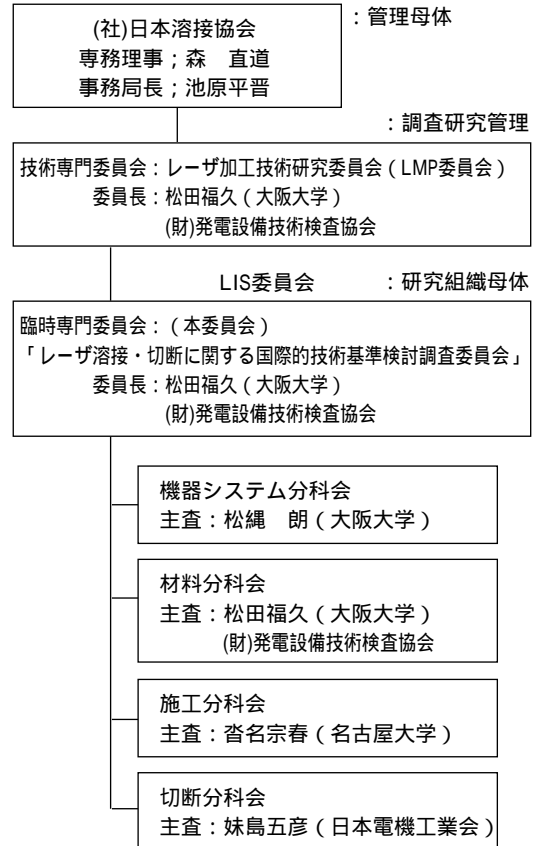 (社)日本溶接協会
専務理事；森　直道
事務局長；池原平晋
：管理母体
：調査研究管理
技術専門委員会：レーザ加工技術研究委員会（LMP委員会）
委員長：松田福久（大阪大学）
(財)発電設備技術検査協会
LIS委員会　：研究組織母体
臨時専門委員会：（本委員会）
「レーザ溶接・切断に関する国際的技術基準検討調査委員会」
委員長：松田福久（大阪大学）
(財)発電設備技術検査協会
機器システム分科会
主査：松縄　朗（大阪大学）
材料分科会
主査：松田福久（大阪大学）
(財)発電設備技術検査協会
施工分科会
主査：沓名宗春（名古屋大学）
切断分科会
主査：妹島五彦（日本電機工業会）